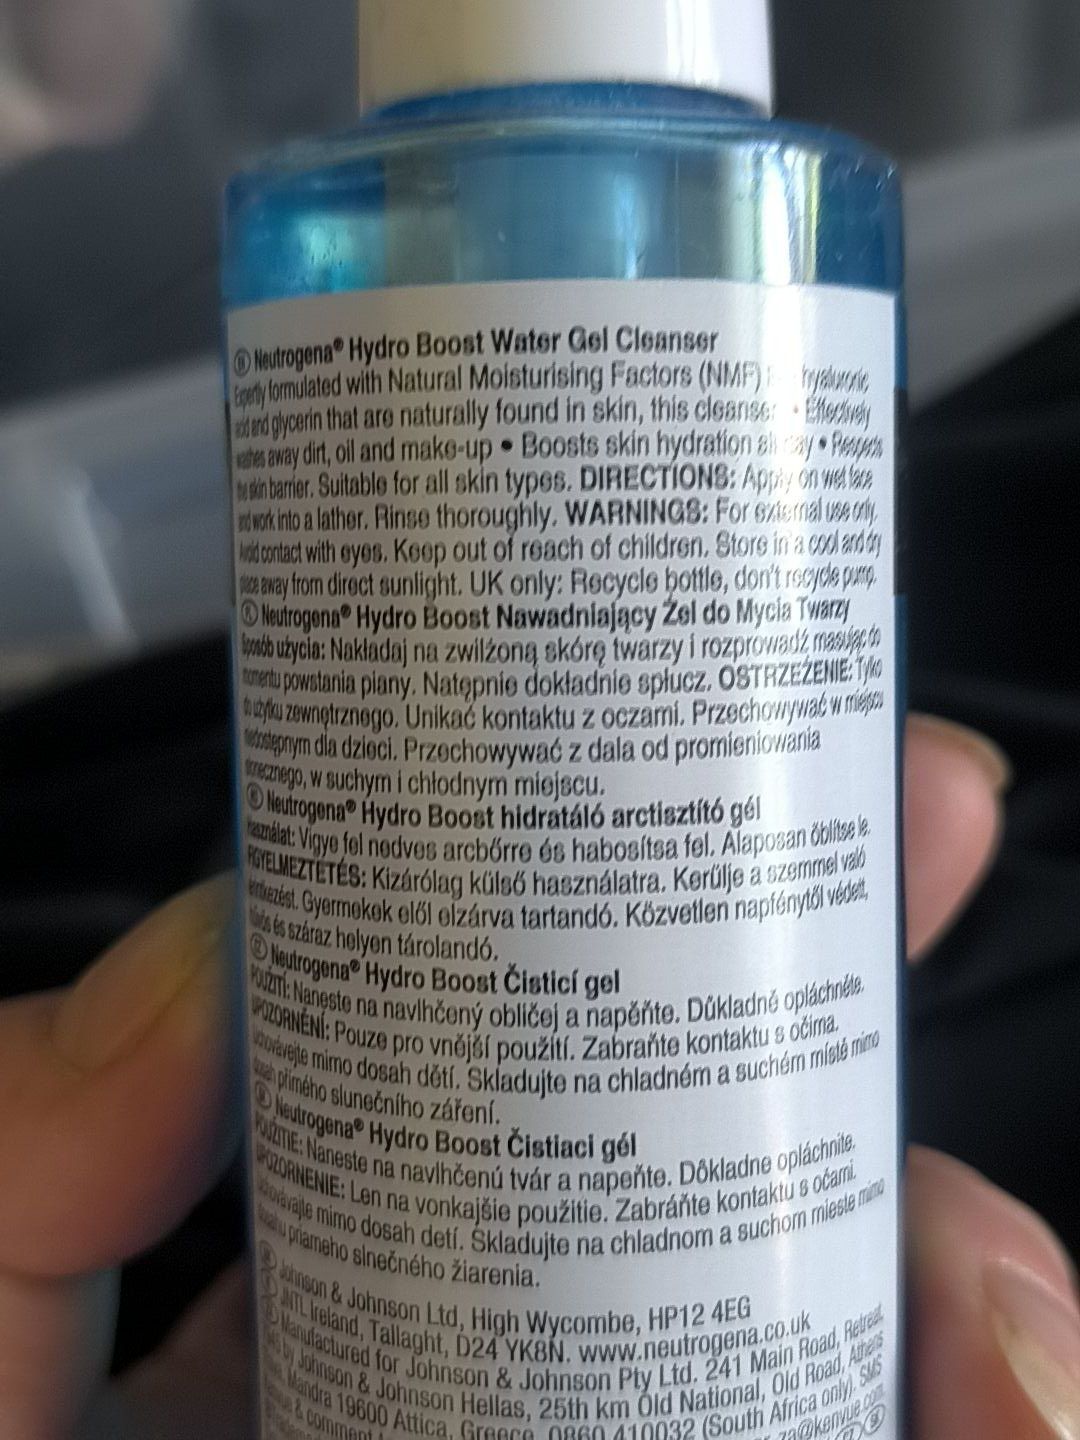 Neutrogena® Hydro Boost Water Gel Cleanser
Expertly formulated with Natural Moisturising Factors (NMF) hyaluronic
acid and glycerin that are naturally found in skin, this cleanser • Effectively
washes away dirt, oil and make-up • Boosts skin hydration all day • Respects
the skin barrier. Suitable for all skin types. DIRECTIONS: Apply on wet face
and work into a lather. Rinse thoroughly. WARNINGS: For external use only.
Avoid contact with eyes. Keep out of reach of children. Store in a cool and dry
place away from direct sunlight. UK only: Recycle bottle, don't recycle pump.
Neutrogena® Hydro Boost Nawadniający Żel do Mycia Twarzy
Sposób użycia: Nakładaj na zwilżoną skórę twarzy i rozprowadź masując do
momentu powstania piany. Natępnie dokładnie spłucz. OSTRZEŻENIE: Tylko
do użytku zewnętrznego. Unikać kontaktu z oczami. Przechowywać w miejscu
niedostępnym dla dzieci. Przechowywać z dala od promieniowania
słonecznego, w suchym i chłodnym miejscu.
Neutrogena® Hydro Boost hidratáló arctisztító gél
Használat: Vigye fel nedves arcbőrre és habosítsa fel. Alaposan öblítse le.
FIGYELMEZTETÉS: Kizárólag külső használatra. Kerülje a szemmel való
érintkezést. Gyermekek elől elzárva tartandó. Közvetlen napfénytől védett,
hűvös és száraz helyen tárolandó.
Neutrogena® Hydro Boost Čisticí gel
POUŽITÍ: Naneste na navlhčený obličej a napěňte. Důkladně opláchněte.
UPOZORNĚNÍ: Pouze pro vnější použití. Zabraňte kontaktu s očima.
Uchovávejte mimo dosah dětí. Skladujte na chladném a suchém místě mimo
dosah přímého slunečního záření.
Neutrogena® Hydro Boost Čistiaci gél
POUŽITIE: Naneste na navlhčenú tvár a napeňte. Dôkladne opláchnite.
UPOZORNENIE: Len na vonkajšie použitie. Zabráňte kontaktu s očami.
Uchovávajte mimo dosah detí. Skladujte na chladnom a suchom mieste mimo
dosahu priameho slnečného žiarenia.
Johnson & Johnson Ltd, High Wycombe, HP12 4EG
JNTL Ireland, Tallaght, D24 YK8N. www.neutrogena.co.uk
Manufactured for Johnson & Johnson Pty Ltd. 241 Main Road, Retreat,
by Johnson & Johnson Hellas, 25th km Old National, Old Road, Athens
Mandra 19600 Attica, Greece. 0860 410032 (South Africa only). SMS
& comment za@kenvue.com